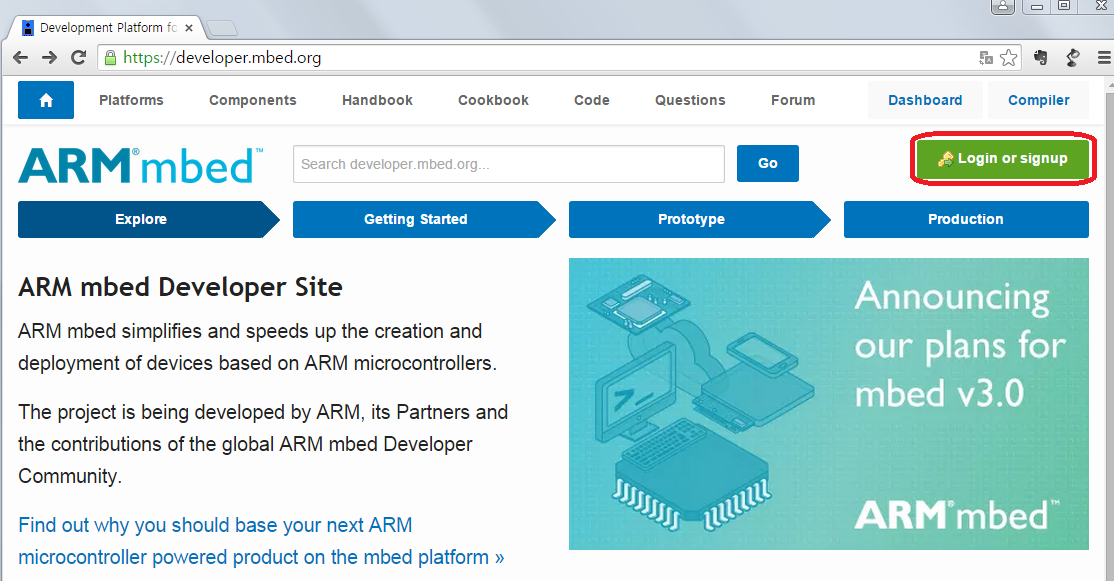 Development Platform fo
https://developer.mbed.org
Platforms
Components
Handbook
Cookbook
Code
Questions
Forum
Dashboard
Compiler
ARM®mbed™
Search developer.mbed.org...
Go
Login or signup
Explore
Getting Started
Prototype
Production
ARM mbed Developer Site
ARM mbed simplifies and speeds up the creation and
deployment of devices based on ARM microcontrollers.
The project is being developed by ARM, its Partners and
the contributions of the global ARM mbed Developer
Community.
Find out why you should base your next ARM
microcontroller powered product on the mbed platform »
Announcing
our plans for
mbed v3.0
ARM®mbed™